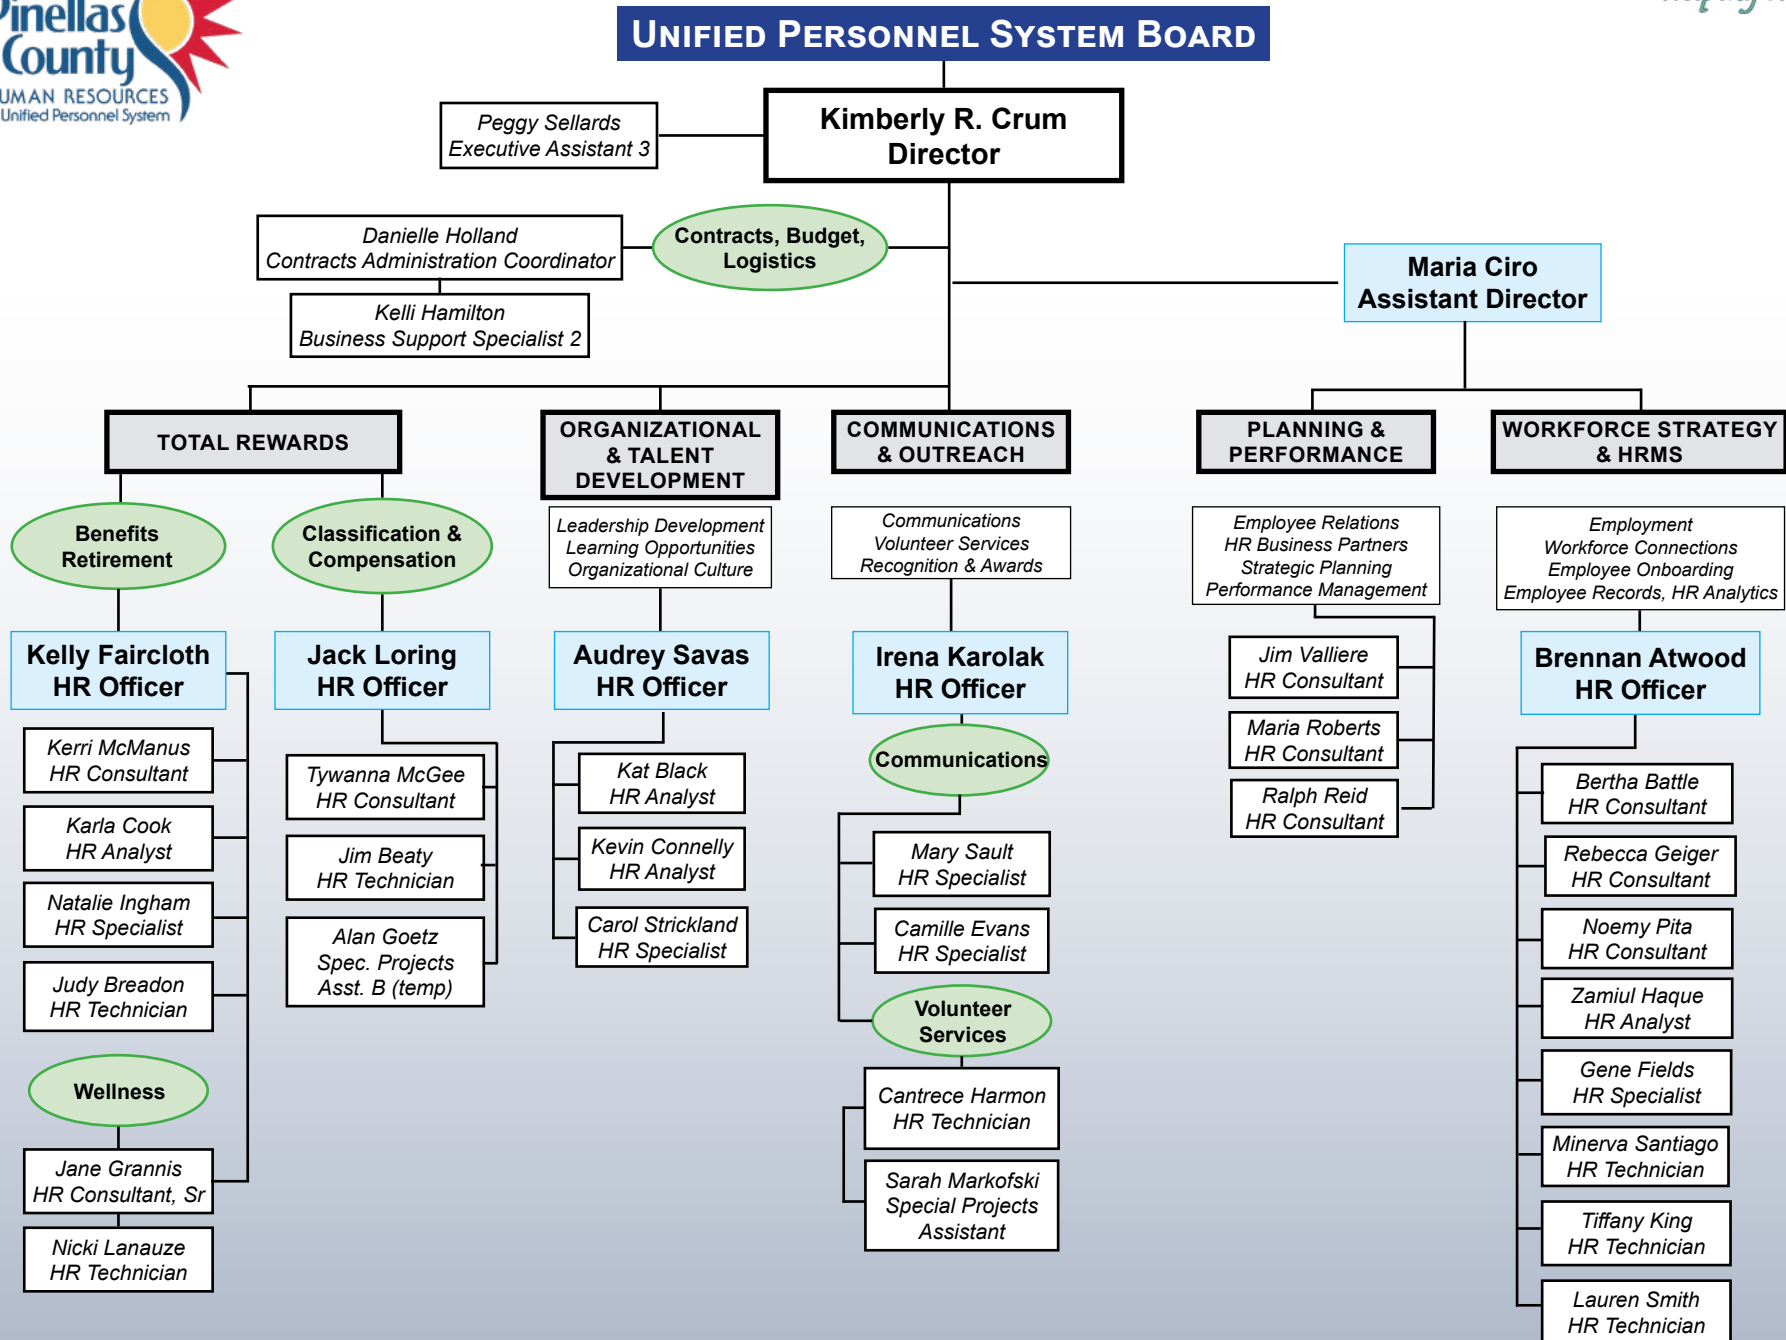 Pinellas
County
HUMAN RESOURCES
Unified Personnel System
UNIFIED PERSONNEL SYSTEM BOARD
Kimberly R. Crum
Director
Peggy Sellards
Executive Assistant 3
Contracts, Budget,
Logistics
Danielle Holland
Contracts Administration Coordinator
Kelli Hamilton
Business Support Specialist 2
Maria Ciro
Assistant Director
TOTAL REWARDS
Benefits
Retirement
Kelly Faircloth
HR Officer
Kerri McManus
HR Consultant
Karla Cook
HR Analyst
Natalie Ingham
HR Specialist
Judy Breadon
HR Technician
Wellness
Jane Grannis
HR Consultant, Sr
Nicki Lanauze
HR Technician
Classification &
Compensation
Jack Loring
HR Officer
Tywanna McGee
HR Consultant
Jim Beaty
HR Technician
Alan Goetz
Spec. Projects
Asst. B (temp)
ORGANIZATIONAL
& TALENT
DEVELOPMENT
Leadership Development
Learning Opportunities
Organizational Culture
Audrey Savas
HR Officer
Kat Black
HR Analyst
Kevin Connelly
HR Analyst
Carol Strickland
HR Specialist
COMMUNICATIONS
& OUTREACH
Communications
Volunteer Services
Recognition & Awards
Irena Karolak
HR Officer
Communications
Mary Sault
HR Specialist
Camille Evans
HR Specialist
Volunteer
Services
Cantrece Harmon
HR Technician
Sarah Markofski
Special Projects
Assistant
PLANNING &
PERFORMANCE
Employee Relations
HR Business Partners
Strategic Planning
Performance Management
Jim Valliere
HR Consultant
Maria Roberts
HR Consultant
Ralph Reid
HR Consultant
WORKFORCE STRATEGY
& HRMS
Employment
Workforce Connections
Employee Onboarding
Employee Records, HR Analytics
Brennan Atwood
HR Officer
Bertha Battle
HR Consultant
Rebecca Geiger
HR Consultant
Noemy Pita
HR Consultant
Zamiul Haque
HR Analyst
Gene Fields
HR Specialist
Minerva Santiago
HR Technician
Tiffany King
HR Technician
Lauren Smith
HR Technician